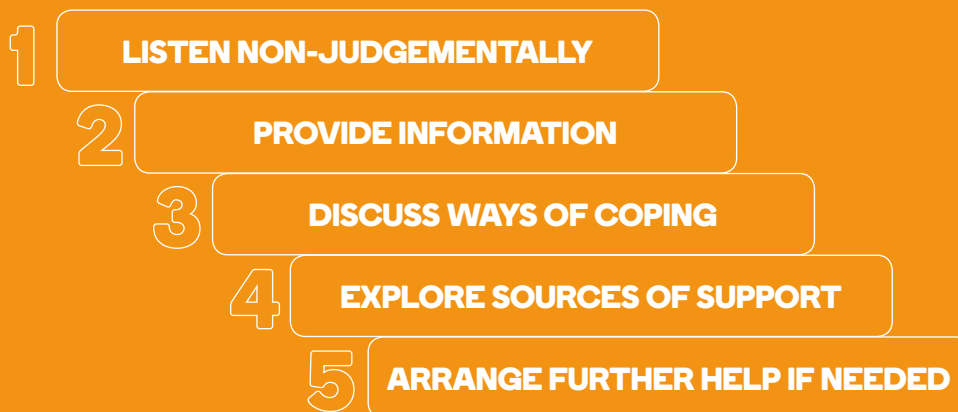 1 LISTEN NON-JUDGEMENTALLY
2 PROVIDE INFORMATION
3 DISCUSS WAYS OF COPING
4 EXPLORE SOURCES OF SUPPORT
5 ARRANGE FURTHER HELP IF NEEDED